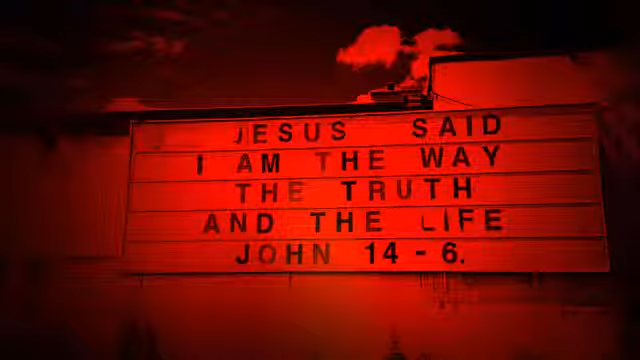 JESUS SAID
I AM THE WAY
THE TRUTH
AND THE LIFE
JOHN 14 - 6.